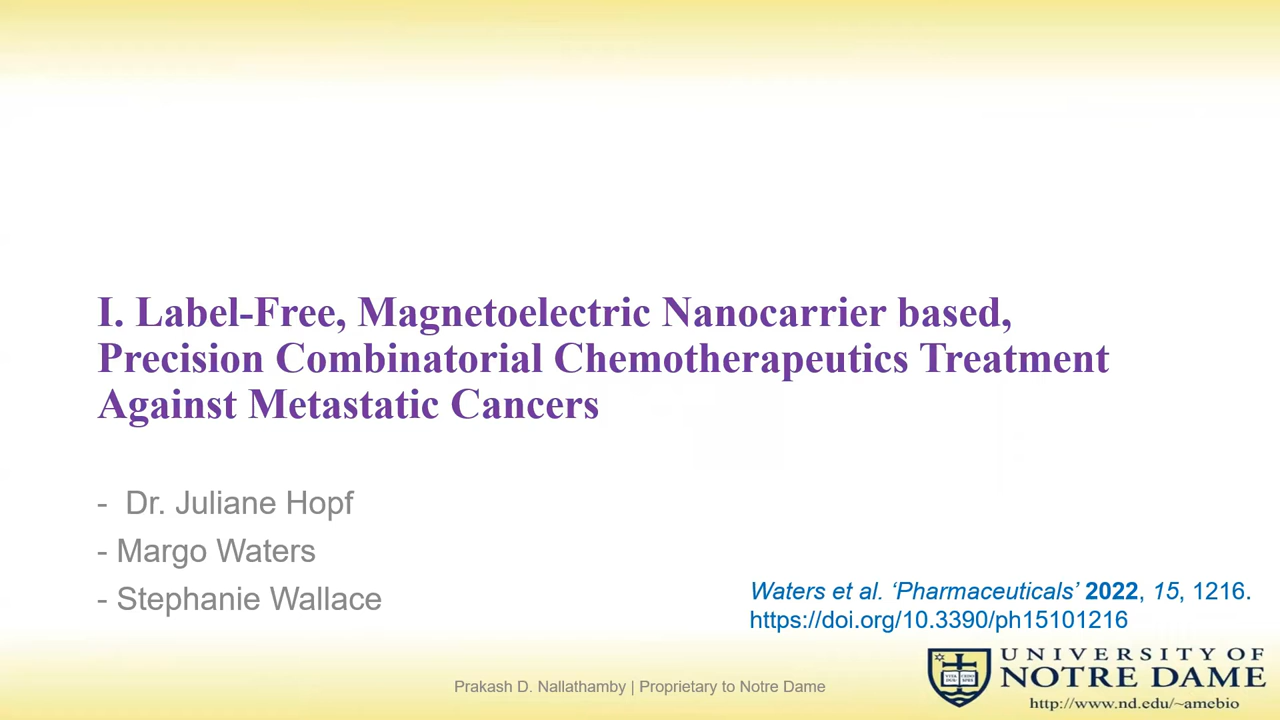 I. Label-Free, Magnetoelectric Nanocarrier based,
Precision Combinatorial Chemotherapeutics Treatment
Against Metastatic Cancers
- Dr. Juliane Hopf
- Margo Waters
- Stephanie Wallace
Waters et al. ‘Pharmaceuticals’ 2022, 15, 1216.
https://doi.org/10.3390/ph15101216
Prakash D. Nallathamby | Proprietary to Notre Dame
UNIVERSITY OF
NOTRE DAME
http://www.nd.edu/~amebio